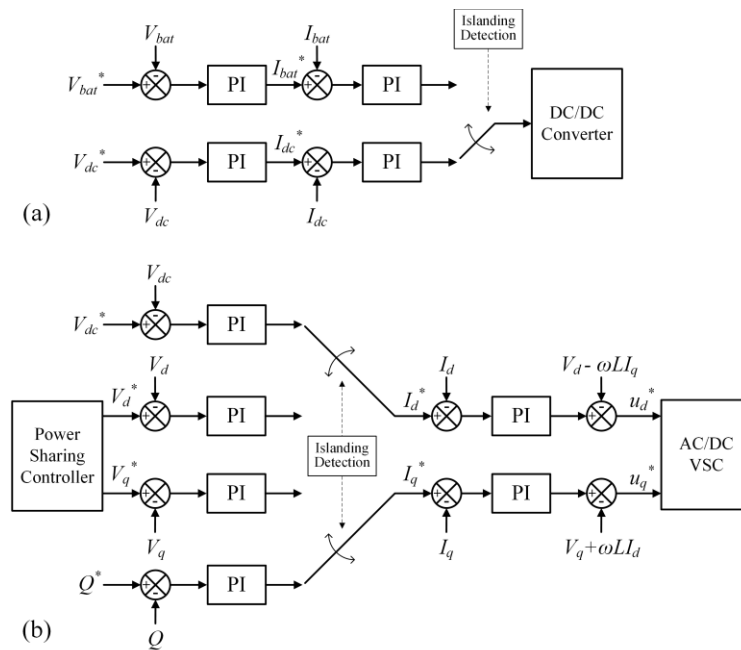 V_bat
I_bat
Islanding
Detection
V_bat*
+
-
PI
I_bat*
+
-
PI
DC/DC
Converter
V_dc*
+
-
PI
I_dc*
+
-
PI
V_dc
I_dc
(a)
V_dc
V_dc*
+
-
PI
V_d
I_d
V_d - ωLI_q
V_d*
+
-
PI
I_d*
+
-
PI
+
-
u_d*
Power
Sharing
Controller
Islanding
Detection
AC/DC
VSC
V_q*
+
-
PI
I_q*
+
-
PI
+
-
u_q*
V_q
I_q
V_q+ωLI_d
Q*
+
-
PI
Q
(b)